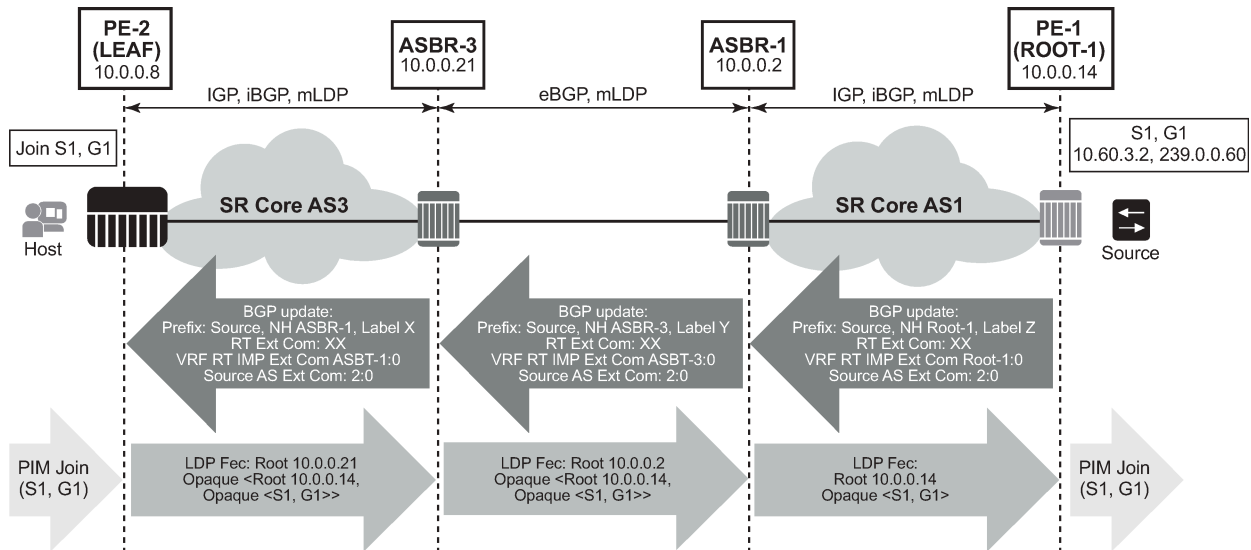 PE-2
(LEAF)
10.0.0.8
ASBR-3
10.0.0.21
ASBR-1
10.0.0.2
PE-1
(ROOT-1)
10.0.0.14
IGP, iBGP, mLDP
eBGP, mLDP
IGP, iBGP, mLDP
Join S1, G1
S1, G1
10.60.3.2, 239.0.0.60
Host
SR Core AS3
SR Core AS1
Source
BGP update:
Prefix: Source, NH ASBR-1, Label X
RT Ext Com: XX
VRF RT IMP Ext Com ASBT-1:0
Source AS Ext Com: 2:0
BGP update:
Prefix: Source, NH ASBR-3, Label Y
RT Ext Com: XX
VRF RT IMP Ext Com ASBT-3:0
Source AS Ext Com: 2:0
BGP update:
Prefix: Source, NH Root-1, Label Z
RT Ext Com: XX
VRF RT IMP Ext Com Root-1:0
Source AS Ext Com: 2:0
PIM Join
(S1, G1)
LDP Fec: Root 10.0.0.21
Opaque <Root 10.0.0.14,
Opaque <S1, G1>>
LDP Fec: Root 10.0.0.2
Opaque <Root 10.0.0.14,
Opaque <S1, G1>>
LDP Fec:
Root 10.0.0.14
Opaque <S1, G1>
PIM Join
(S1, G1)